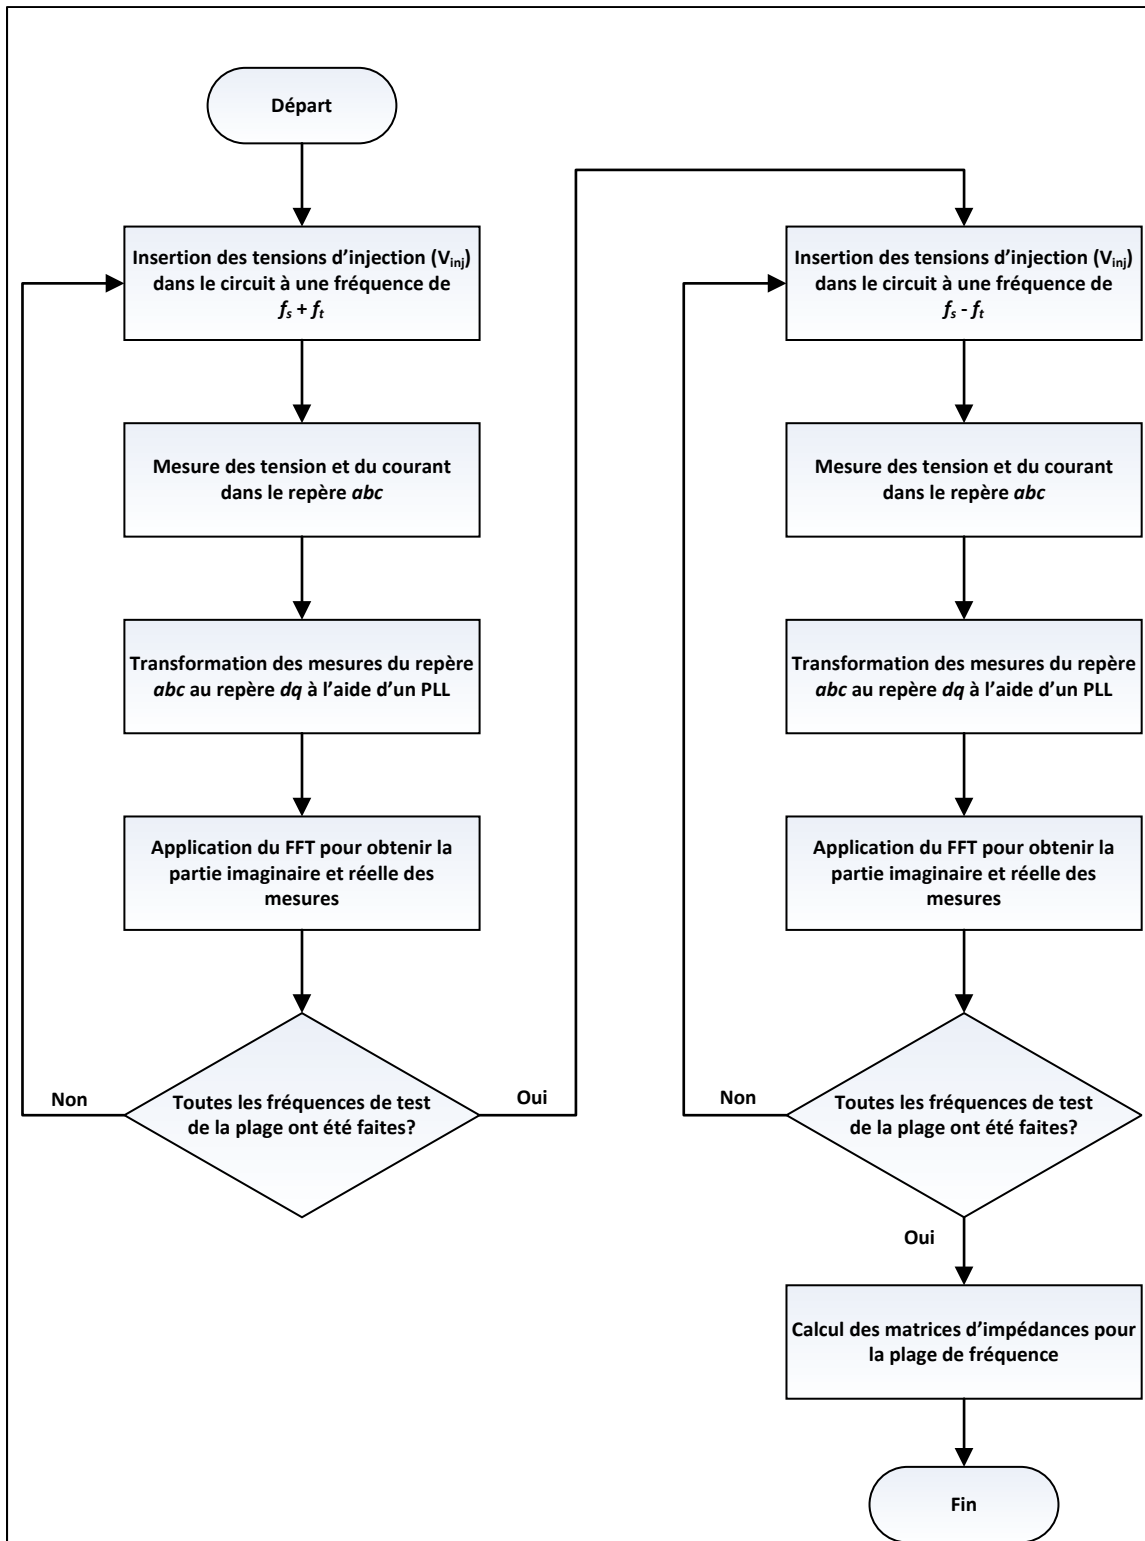 Départ
Insertion des tensions d’injection (Vinj)
dans le circuit à une fréquence de
fs + ft
Mesure des tension et du courant
dans le repère abc
Transformation des mesures du repère
abc au repère dq à l’aide d’un PLL
Application du FFT pour obtenir la
partie imaginaire et réelle des
mesures
Toutes les fréquences de test
de la plage ont été faites?
Non
Oui
Insertion des tensions d’injection (Vinj)
dans le circuit à une fréquence de
fs - ft
Mesure des tension et du courant
dans le repère abc
Transformation des mesures du repère
abc au repère dq à l’aide d’un PLL
Application du FFT pour obtenir la
partie imaginaire et réelle des
mesures
Toutes les fréquences de test
de la plage ont été faites?
Non
Oui
Calcul des matrices d’impédances pour
la plage de fréquence
Fin